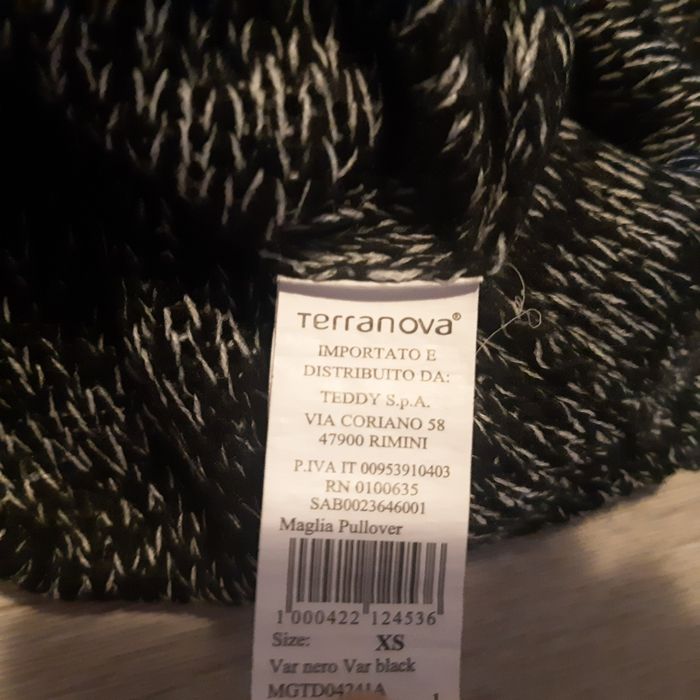 Terranova®
IMPORTATO E
DISTRIBUITO DA:
TEDDY S.p.A.
VIA CORIANO 58
47900 RIMINI
P.IVA IT 00953910403
RN 0100635
SAB0023646001
Maglia Pullover
1 000422 124536
Size: XS
Var nero Var black
MGTD04241A